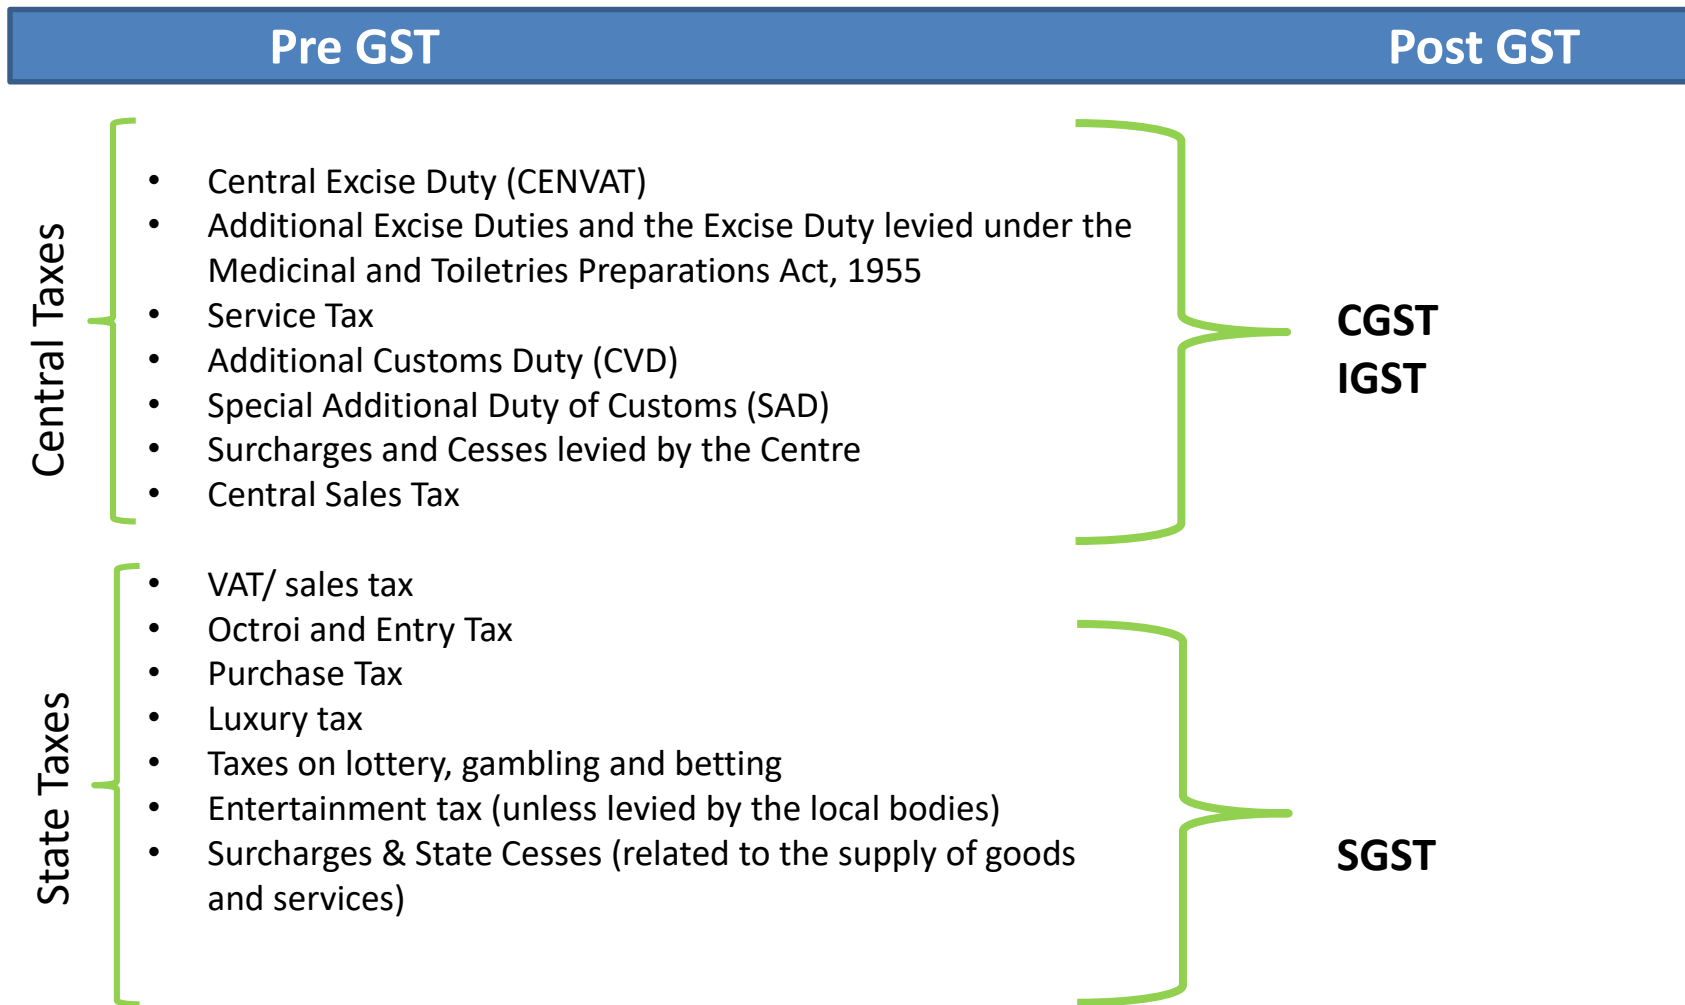 Pre GST
Post GST
Central Taxes
• Central Excise Duty (CENVAT)
• Additional Excise Duties and the Excise Duty levied under the
Medicinal and Toiletries Preparations Act, 1955
• Service Tax
• Additional Customs Duty (CVD)
• Special Additional Duty of Customs (SAD)
• Surcharges and Cesses levied by the Centre
• Central Sales Tax
CGST
IGST
State Taxes
• VAT/ sales tax
• Octroi and Entry Tax
• Purchase Tax
• Luxury tax
• Taxes on lottery, gambling and betting
• Entertainment tax (unless levied by the local bodies)
• Surcharges & State Cesses (related to the supply of goods
and services)
SGST